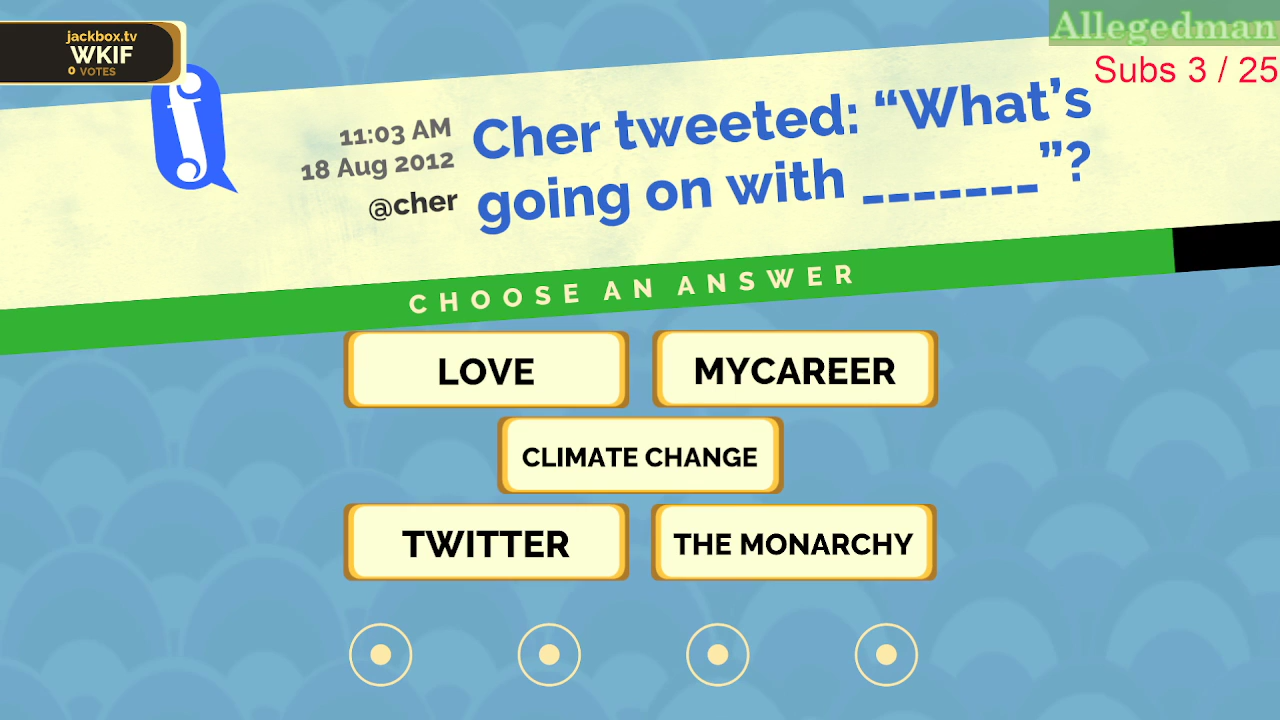 jackbox.tv
WKIF
0 VOTES
Allegedman
Subs 3 / 25
f
11:03 AM
18 Aug 2012
@cher
Cher tweeted: “What’s
going on with _______ ”?
CHOOSE AN ANSWER
LOVE
MYCAREER
CLIMATE CHANGE
TWITTER
THE MONARCHY